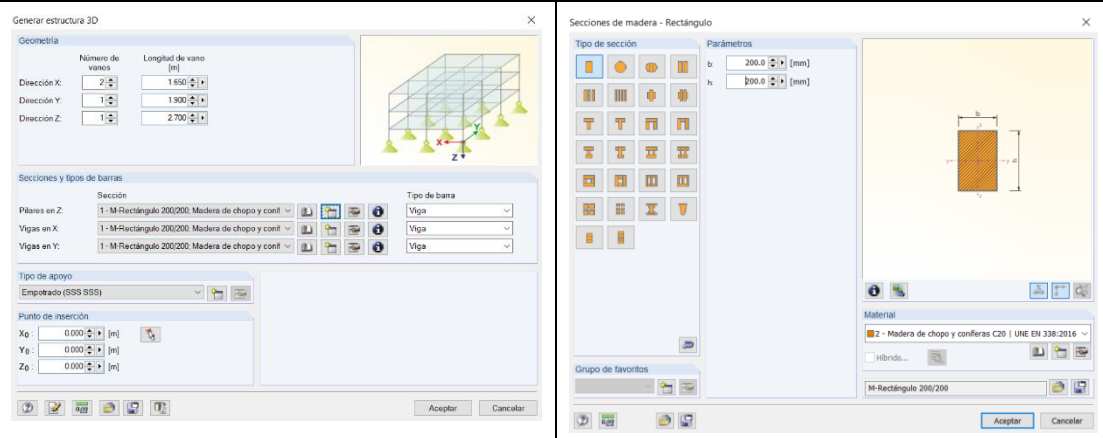 Generar estructura 3D
Geometría
Número de vanos
Longitud de vano [m]
Dirección X: 2 1.650
Dirección Y: 1 1.900
Dirección Z: 1 2.700
X
Y
Z
Secciones y tipos de barras
Sección
Tipo de barra
Pilares en Z: 1 - M-Rectángulo 200/200; Madera de chopo y conif Viga
Vigas en X: 1 - M-Rectángulo 200/200; Madera de chopo y conif Viga
Vigas en Y: 1 - M-Rectángulo 200/200; Madera de chopo y conif Viga
Tipo de apoyo
Empotrado (SSS SSS)
Punto de inserción
X0 : 0.000 [m]
Y0 : 0.000 [m]
Z0 : 0.000 [m]
Aceptar Cancelar
Secciones de madera - Rectángulo
Tipo de sección
Parámetros
b: 200.0 [mm]
h: 200.0 [mm]
b
h
Material
2 - Madera de chopo y coníferas C20 | UNE EN 338:2016
Híbrido...
Grupo de favoritos
M-Rectángulo 200/200
Aceptar Cancelar